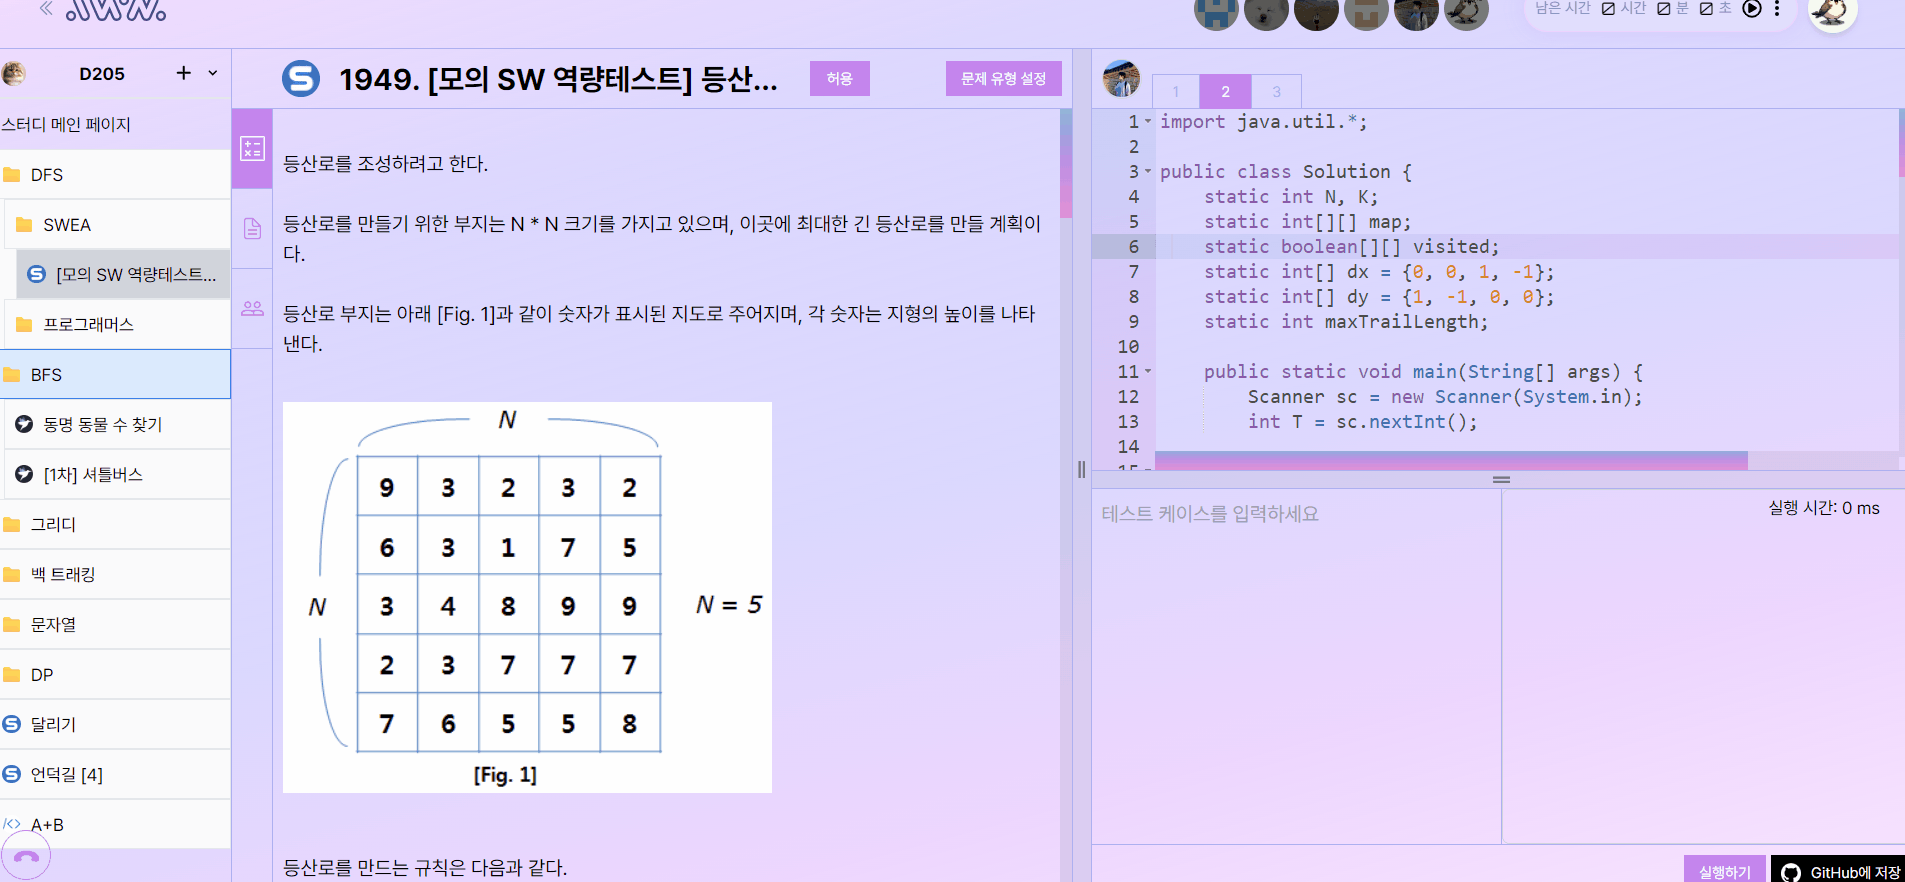 남은 시간 시간 분 초
D205
스터디 메인 페이지
DFS
SWEA
[모의 SW 역량테스트...
프로그래머스
BFS
동명 동물 수 찾기
[1차] 셔틀버스
그리디
백 트래킹
문자열
DP
달리기
언덕길 [4]
A+B
1949. [모의 SW 역량테스트] 등산...
허용
문제 유형 설정
등산로를 조성하려고 한다.
등산로를 만들기 위한 부지는 N * N 크기를 가지고 있으며, 이곳에 최대한 긴 등산로를 만들 계획이
다.
등산로 부지는 아래 [Fig. 1]과 같이 숫자가 표시된 지도로 주어지며, 각 숫자는 지형의 높이를 나타
낸다.
N
9 3 2 3 2
6 3 1 7 5
N 3 4 8 9 9 N = 5
2 3 7 7 7
7 6 5 5 8
[Fig. 1]
등산로를 만드는 규칙은 다음과 같다.
1 2 3
1 import java.util.*;
2
3 public class Solution {
4 static int N, K;
5 static int[][] map;
6 static boolean[][] visited;
7 static int[] dx = {0, 0, 1, -1};
8 static int[] dy = {1, -1, 0, 0};
9 static int maxTrailLength;
10
11 public static void main(String[] args) {
12 Scanner sc = new Scanner(System.in);
13 int T = sc.nextInt();
14
15
테스트 케이스를 입력하세요
실행 시간: 0 ms
실행하기
GitHub에 저장